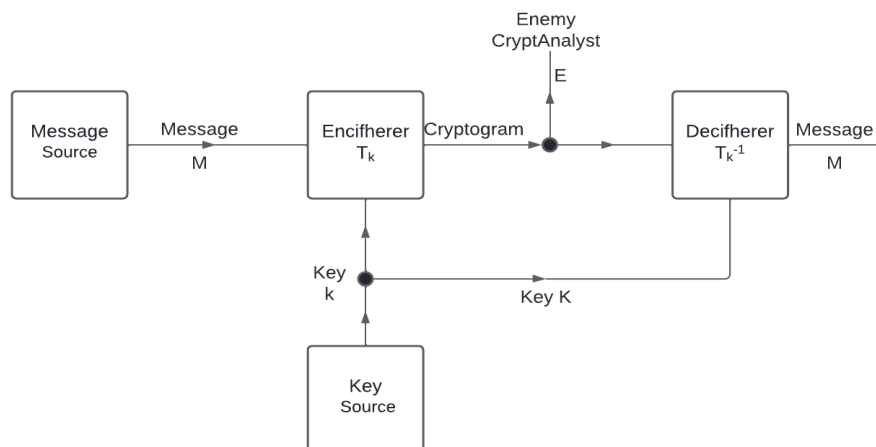 Enemy
CryptAnalyst
E
Message
Source
Message
M
Encifherer
Tₖ
Cryptogram
Decifherer
Tₖ⁻¹
Message
M
Key
k
Key K
Key
Source